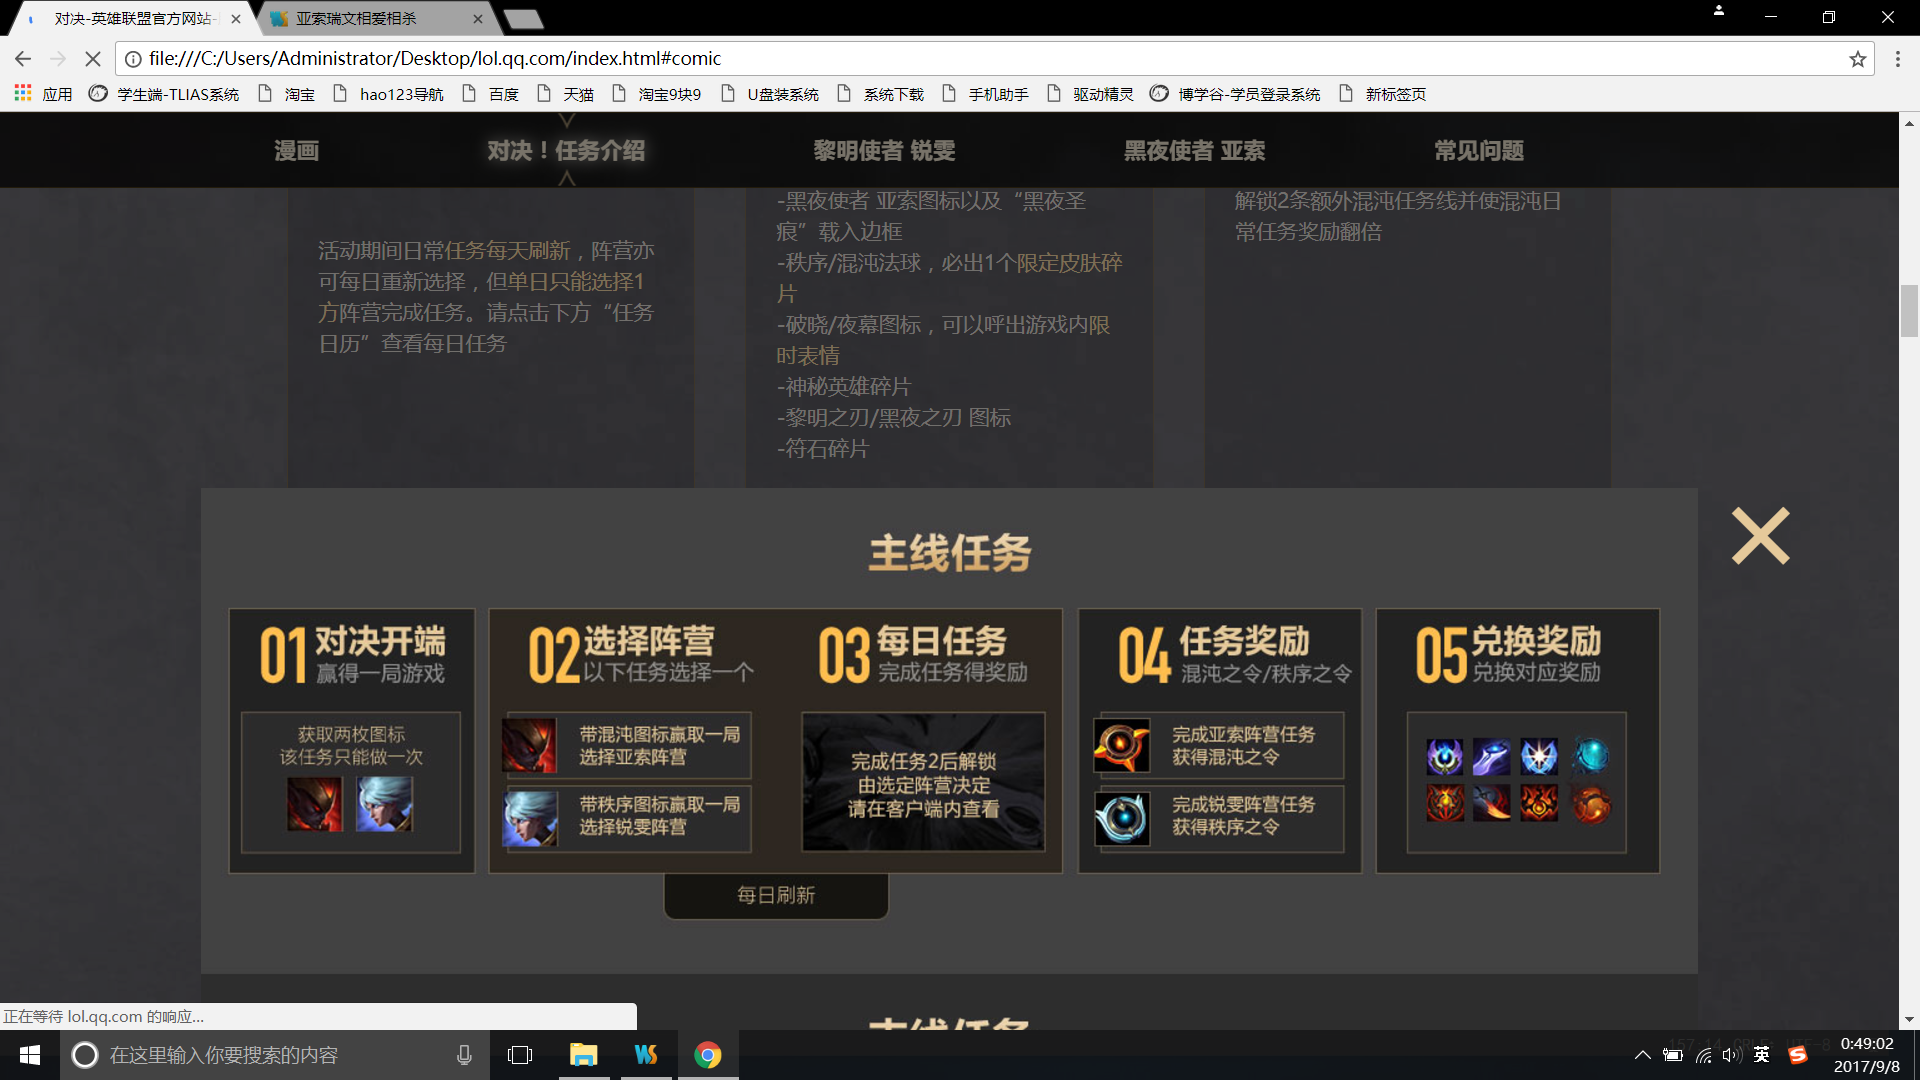 对决-英雄联盟官方网站-
亚索瑞文相爱相杀
file:///C:/Users/Administrator/Desktop/lol.qq.com/index.html#comic
应用
学生端-TLIAS系统
淘宝
hao123导航
百度
天猫
淘宝9块9
U盘装系统
系统下载
手机助手
驱动精灵
博学谷-学员登录系统
新标签页
漫画
对决！任务介绍
黎明使者 锐雯
黑夜使者 亚索
常见问题
活动期间日常任务每天刷新，阵营亦
可每日重新选择，但单日只能选择1
方阵营完成任务。请点击下方“任务
日历”查看每日任务
-黑夜使者 亚索图标以及“黑夜圣
痕”载入边框
-秩序/混沌法球，必出1个限定皮肤碎
片
-破晓/夜幕图标，可以呼出游戏内限
时表情
-神秘英雄碎片
-黎明之刃/黑夜之刃 图标
-符石碎片
解锁2条额外混沌任务线并使混沌日
常任务奖励翻倍
主线任务
01 对决开端
赢得一局游戏
获取两枚图标
该任务只能做一次
02 选择阵营
以下任务选择一个
带混沌图标赢取一局
选择亚索阵营
带秩序图标赢取一局
选择锐雯阵营
03 每日任务
完成任务得奖励
完成任务2后解锁
由选定阵营决定
请在客户端内查看
04 任务奖励
混沌之令/秩序之令
完成亚索阵营任务
获得混沌之令
完成锐雯阵营任务
获得秩序之令
05 兑换奖励
兑换对应奖励
每日刷新
主线任务
正在等待 lol.qq.com 的响应...
在这里输入你要搜索的内容
WS
英
0:49:02
2017/9/8